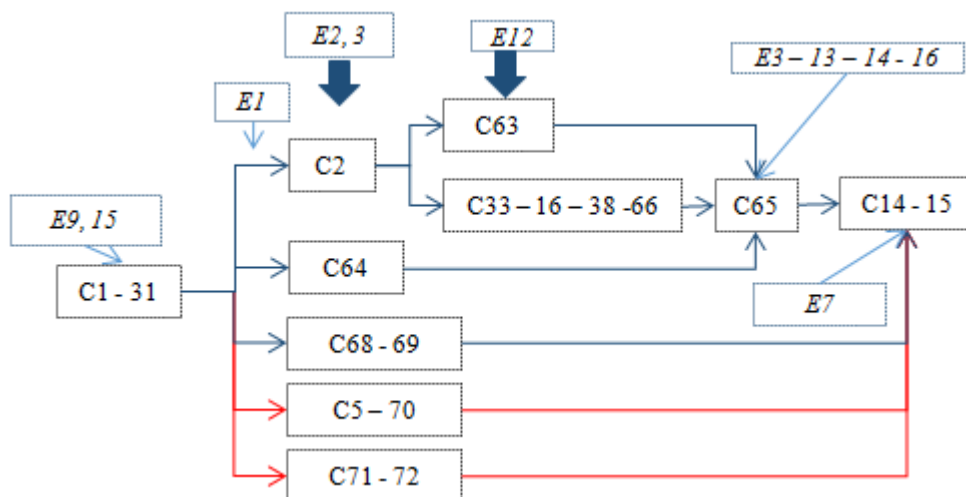 E2, 3
E12
E3 – 13 – 14 - 16
E1
C63
C2
C33 – 16 – 38 -66
C65
C14 - 15
E9, 15
C64
C1 - 31
E7
C68 - 69
C5 – 70
C71 - 72